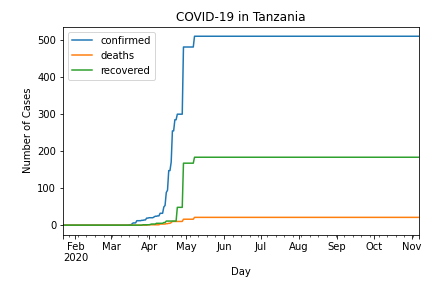 COVID-19 in Tanzania
confirmed
deaths
recovered
500
400
300
200
100
0
Number of Cases
Feb Mar Apr May Jun Jul Aug Sep Oct Nov
2020
Day